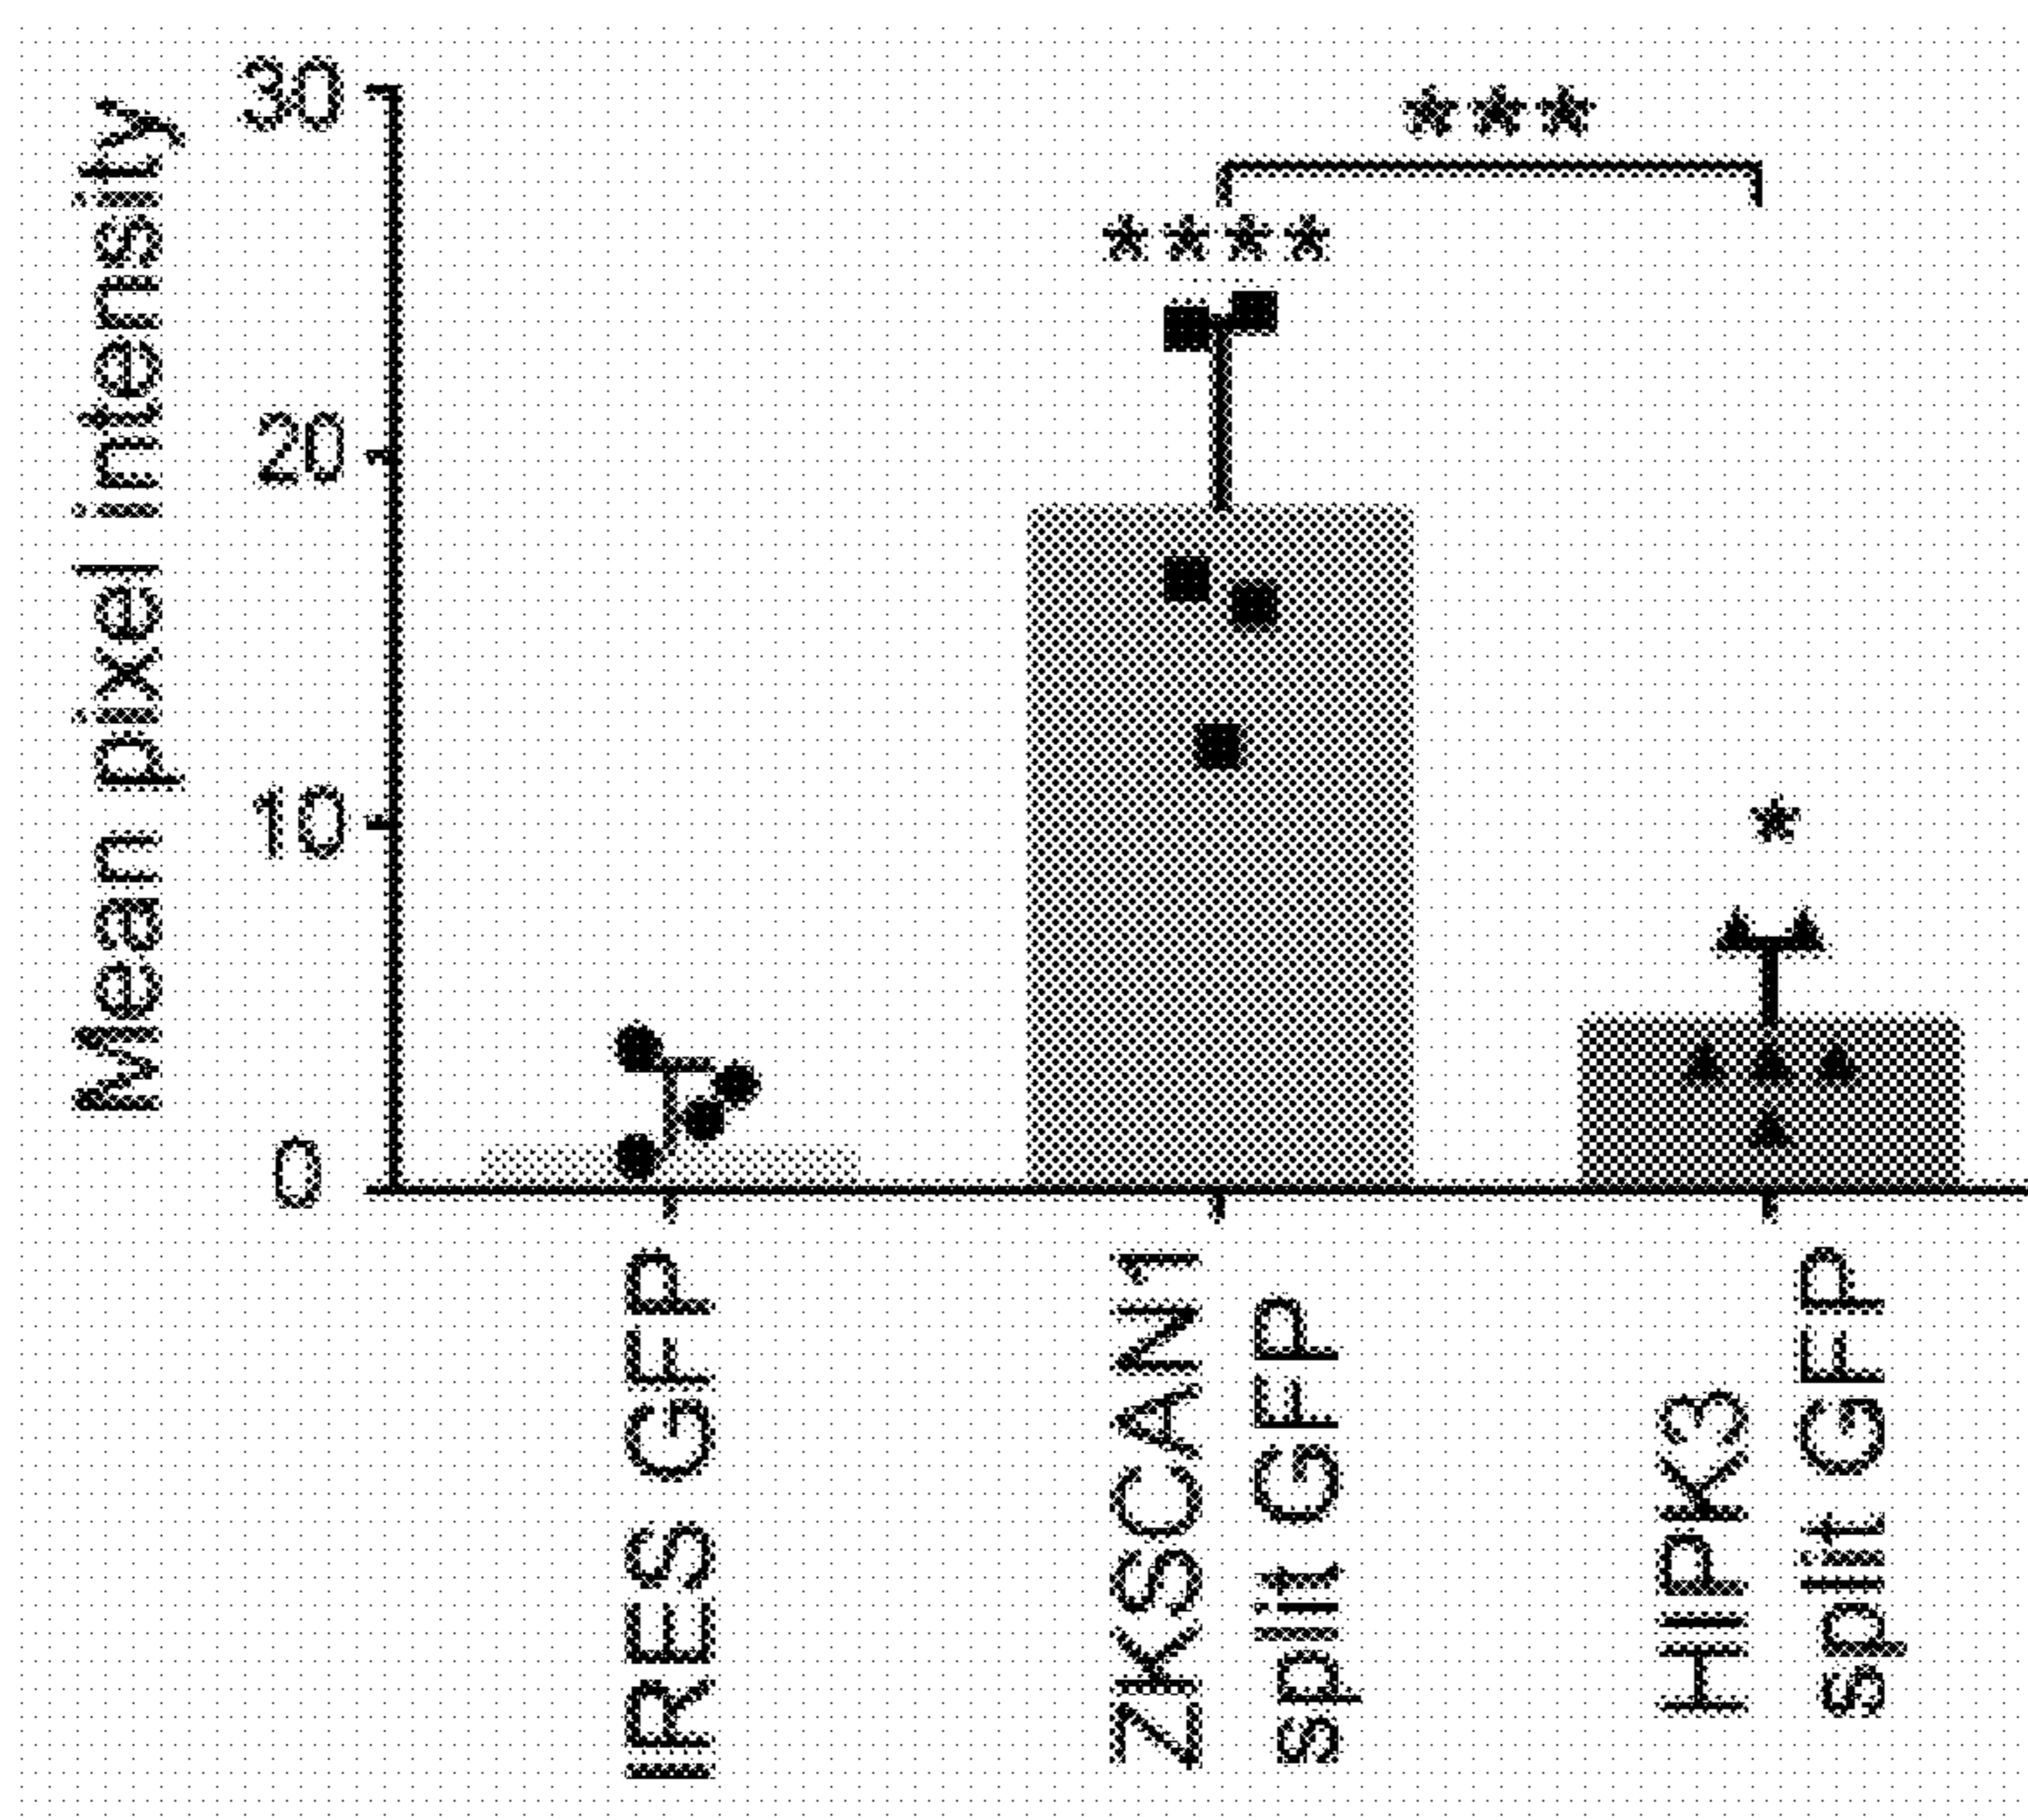 Mean pixel intensity
30
20
10
0
***
****
*
IRES GFP
ZKSCAN1
split GFP
HIPK3
split GFP